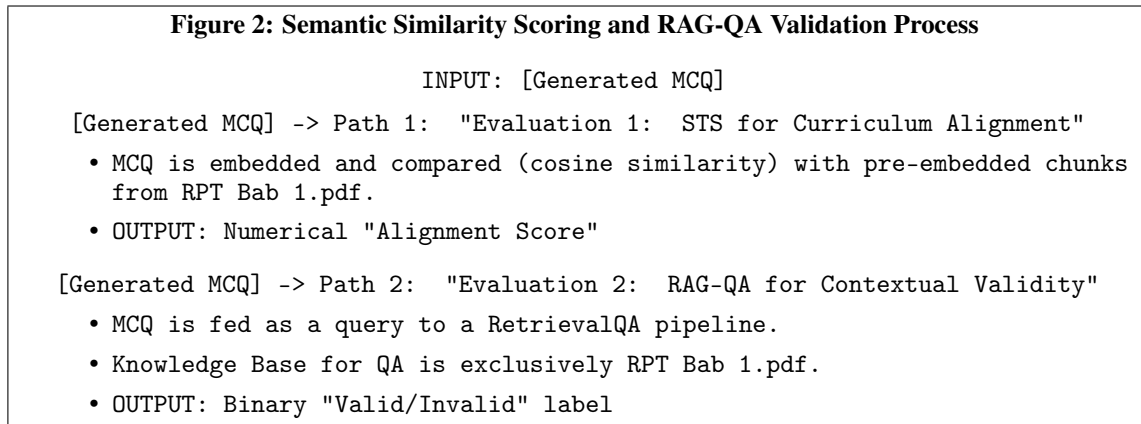 Figure 2: Semantic Similarity Scoring and RAG-QA Validation Process
INPUT: [Generated MCQ]
[Generated MCQ] -> Path 1: "Evaluation 1: STS for Curriculum Alignment"
• MCQ is embedded and compared (cosine similarity) with pre-embedded chunks
from RPT Bab 1.pdf.
• OUTPUT: Numerical "Alignment Score"
[Generated MCQ] -> Path 2: "Evaluation 2: RAG-QA for Contextual Validity"
• MCQ is fed as a query to a RetrievalQA pipeline.
• Knowledge Base for QA is exclusively RPT Bab 1.pdf.
• OUTPUT: Binary "Valid/Invalid" label